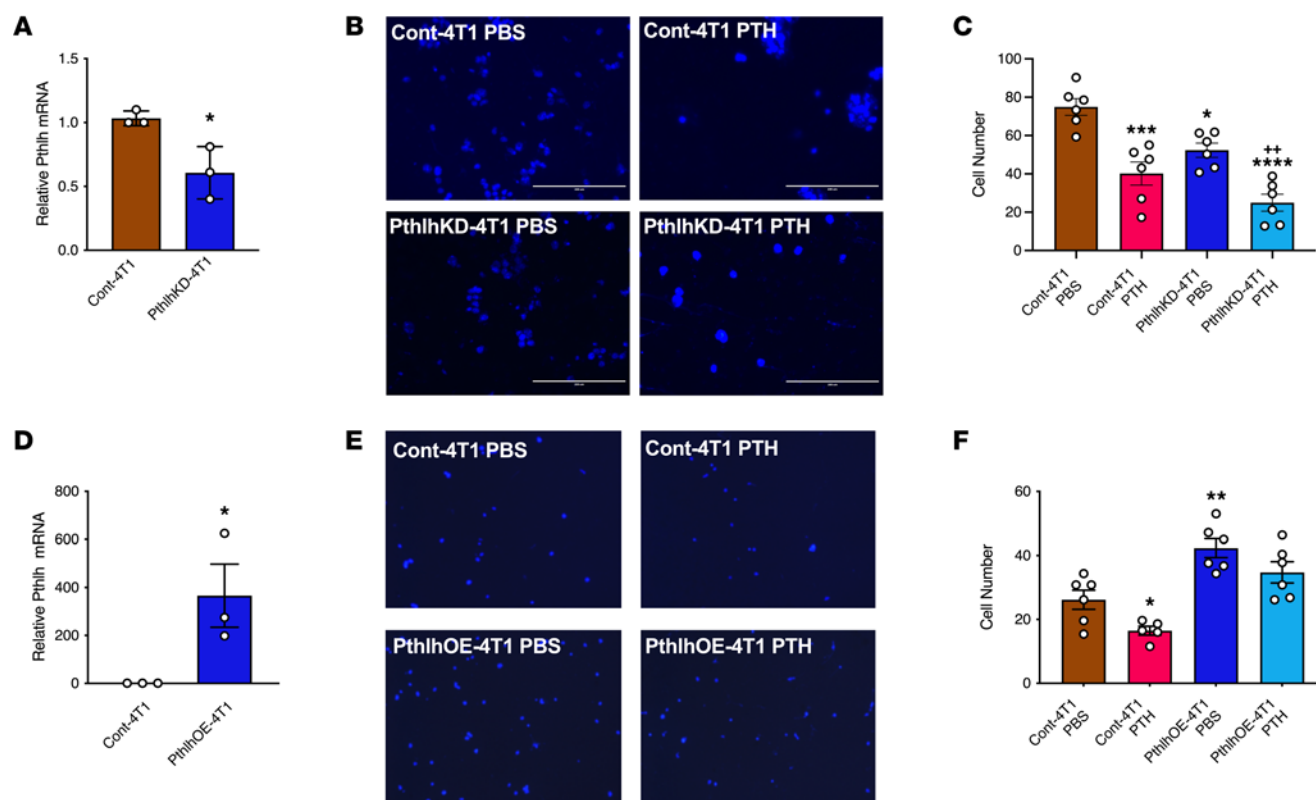 A
Relative Pthlh mRNA
1.5
1.0
0.5
0.0
*
Cont-4T1
PthlhKD-4T1
B
Cont-4T1 PBS
Cont-4T1 PTH
PthlhKD-4T1 PBS
PthlhKD-4T1 PTH
C
Cell Number
100
80
60
40
20
0
***
*
++
****
Cont-4T1
PBS
Cont-4T1
PTH
PthlhKD-4T1
PBS
PthlhKD-4T1
PTH
D
Relative Pthlh mRNA
800
600
400
200
0
*
Cont-4T1
PthlhOE-4T1
E
Cont-4T1 PBS
Cont-4T1 PTH
PthlhOE-4T1 PBS
PthlhOE-4T1 PTH
F
Cell Number
60
40
20
0
*
**
Cont-4T1
PBS
Cont-4T1
PTH
PthlhOE-4T1
PBS
PthlhOE-4T1
PTH